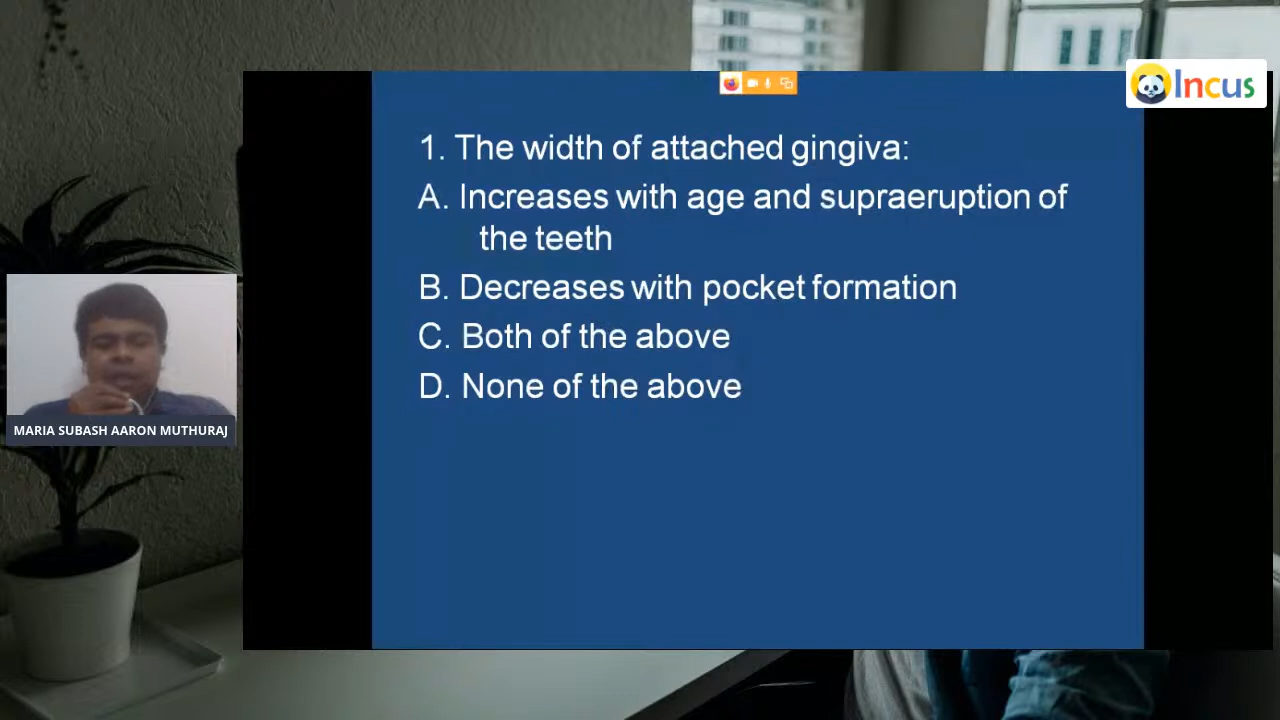 Incus
1. The width of attached gingiva:
A. Increases with age and supraeruption of
the teeth
B. Decreases with pocket formation
C. Both of the above
D. None of the above
MARIA SUBASH AARON MUTHURAJ